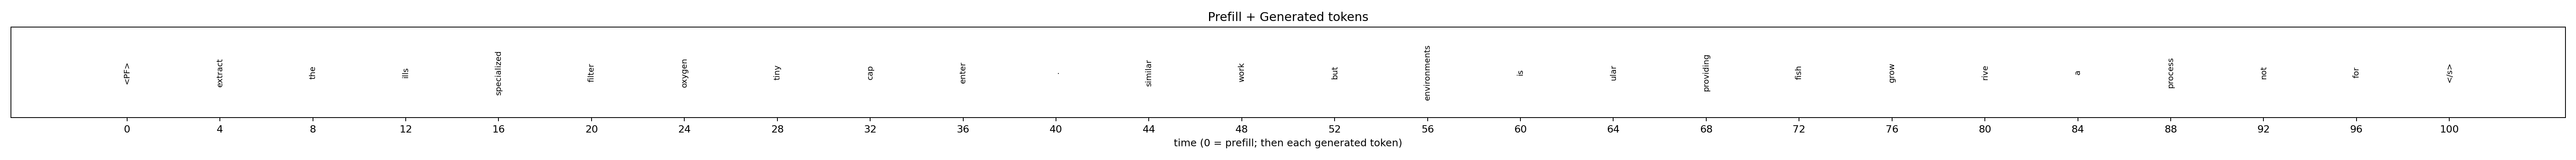 Prefill + Generated tokens
<PF> extract the ills specialized filter oxygen tiny cap enter . similar work but environments is ular providing fish grow rive a process not for </s>
0 4 8 12 16 20 24 28 32 36 40 44 48 52 56 60 64 68 72 76 80 84 88 92 96 100
time (0 = prefill; then each generated token)